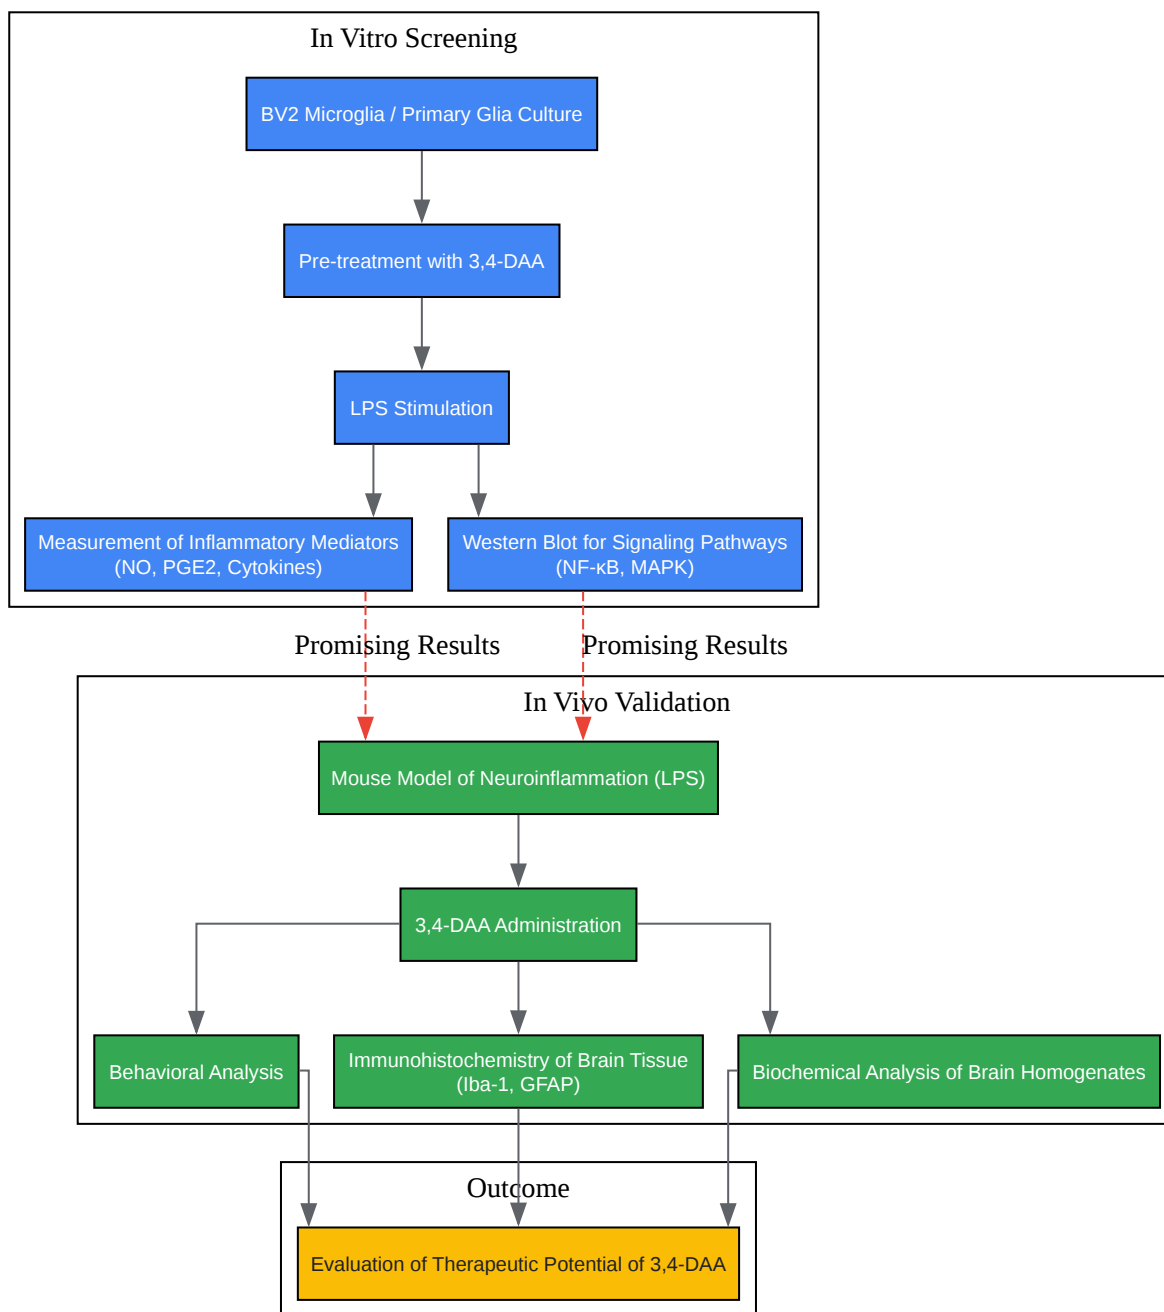 In Vitro Screening
BV2 Microglia / Primary Glia Culture
Pre-treatment with 3,4-DAA
LPS Stimulation
Measurement of Inflammatory Mediators
(NO, PGE2, Cytokines)
Western Blot for Signaling Pathways
(NF-κB, MAPK)
Promising Results
Promising Results
In Vivo Validation
Mouse Model of Neuroinflammation (LPS)
3,4-DAA Administration
Behavioral Analysis
Immunohistochemistry of Brain Tissue
(Iba-1, GFAP)
Biochemical Analysis of Brain Homogenates
Outcome
Evaluation of Therapeutic Potential of 3,4-DAA